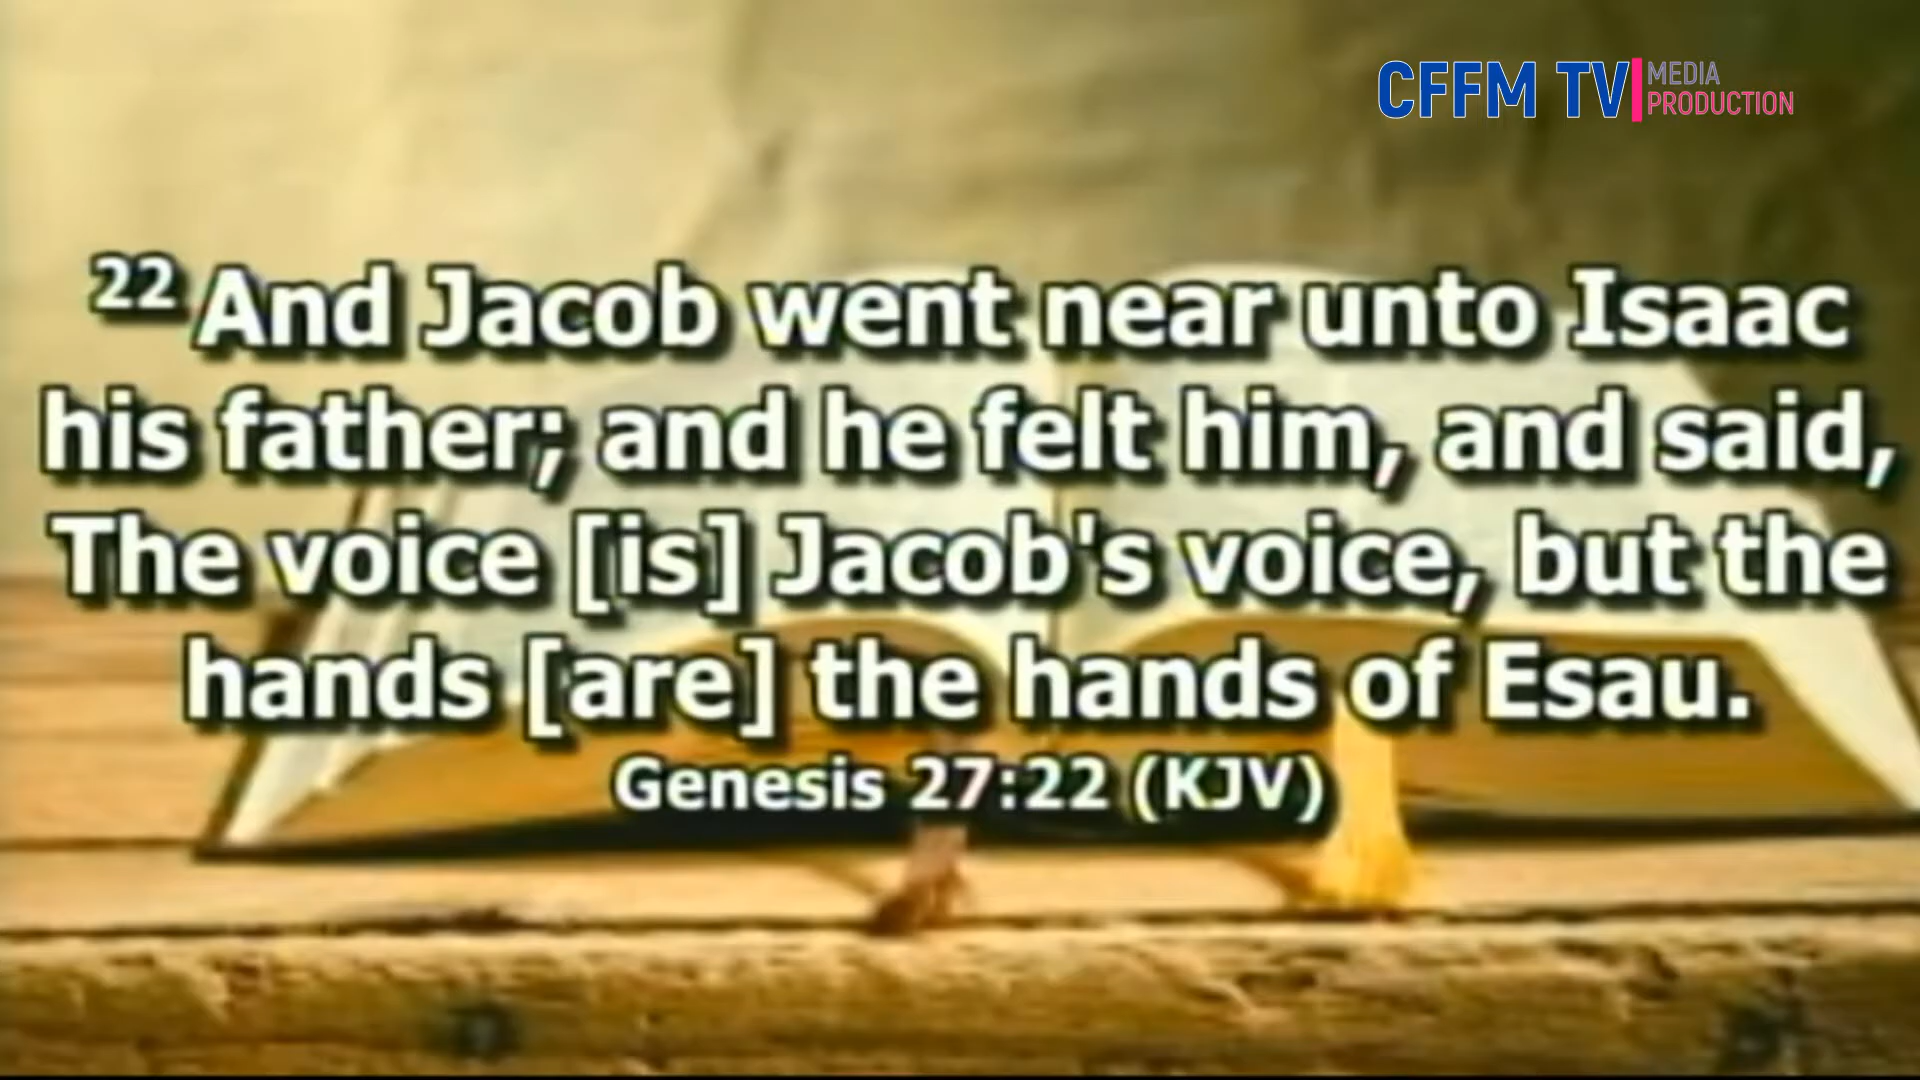 CFFM TV
MEDIA
PRODUCTION
22 And Jacob went near unto Isaac
his father; and he felt him, and said,
The voice [is] Jacob's voice, but the
hands [are] the hands of Esau.
Genesis 27:22 (KJV)